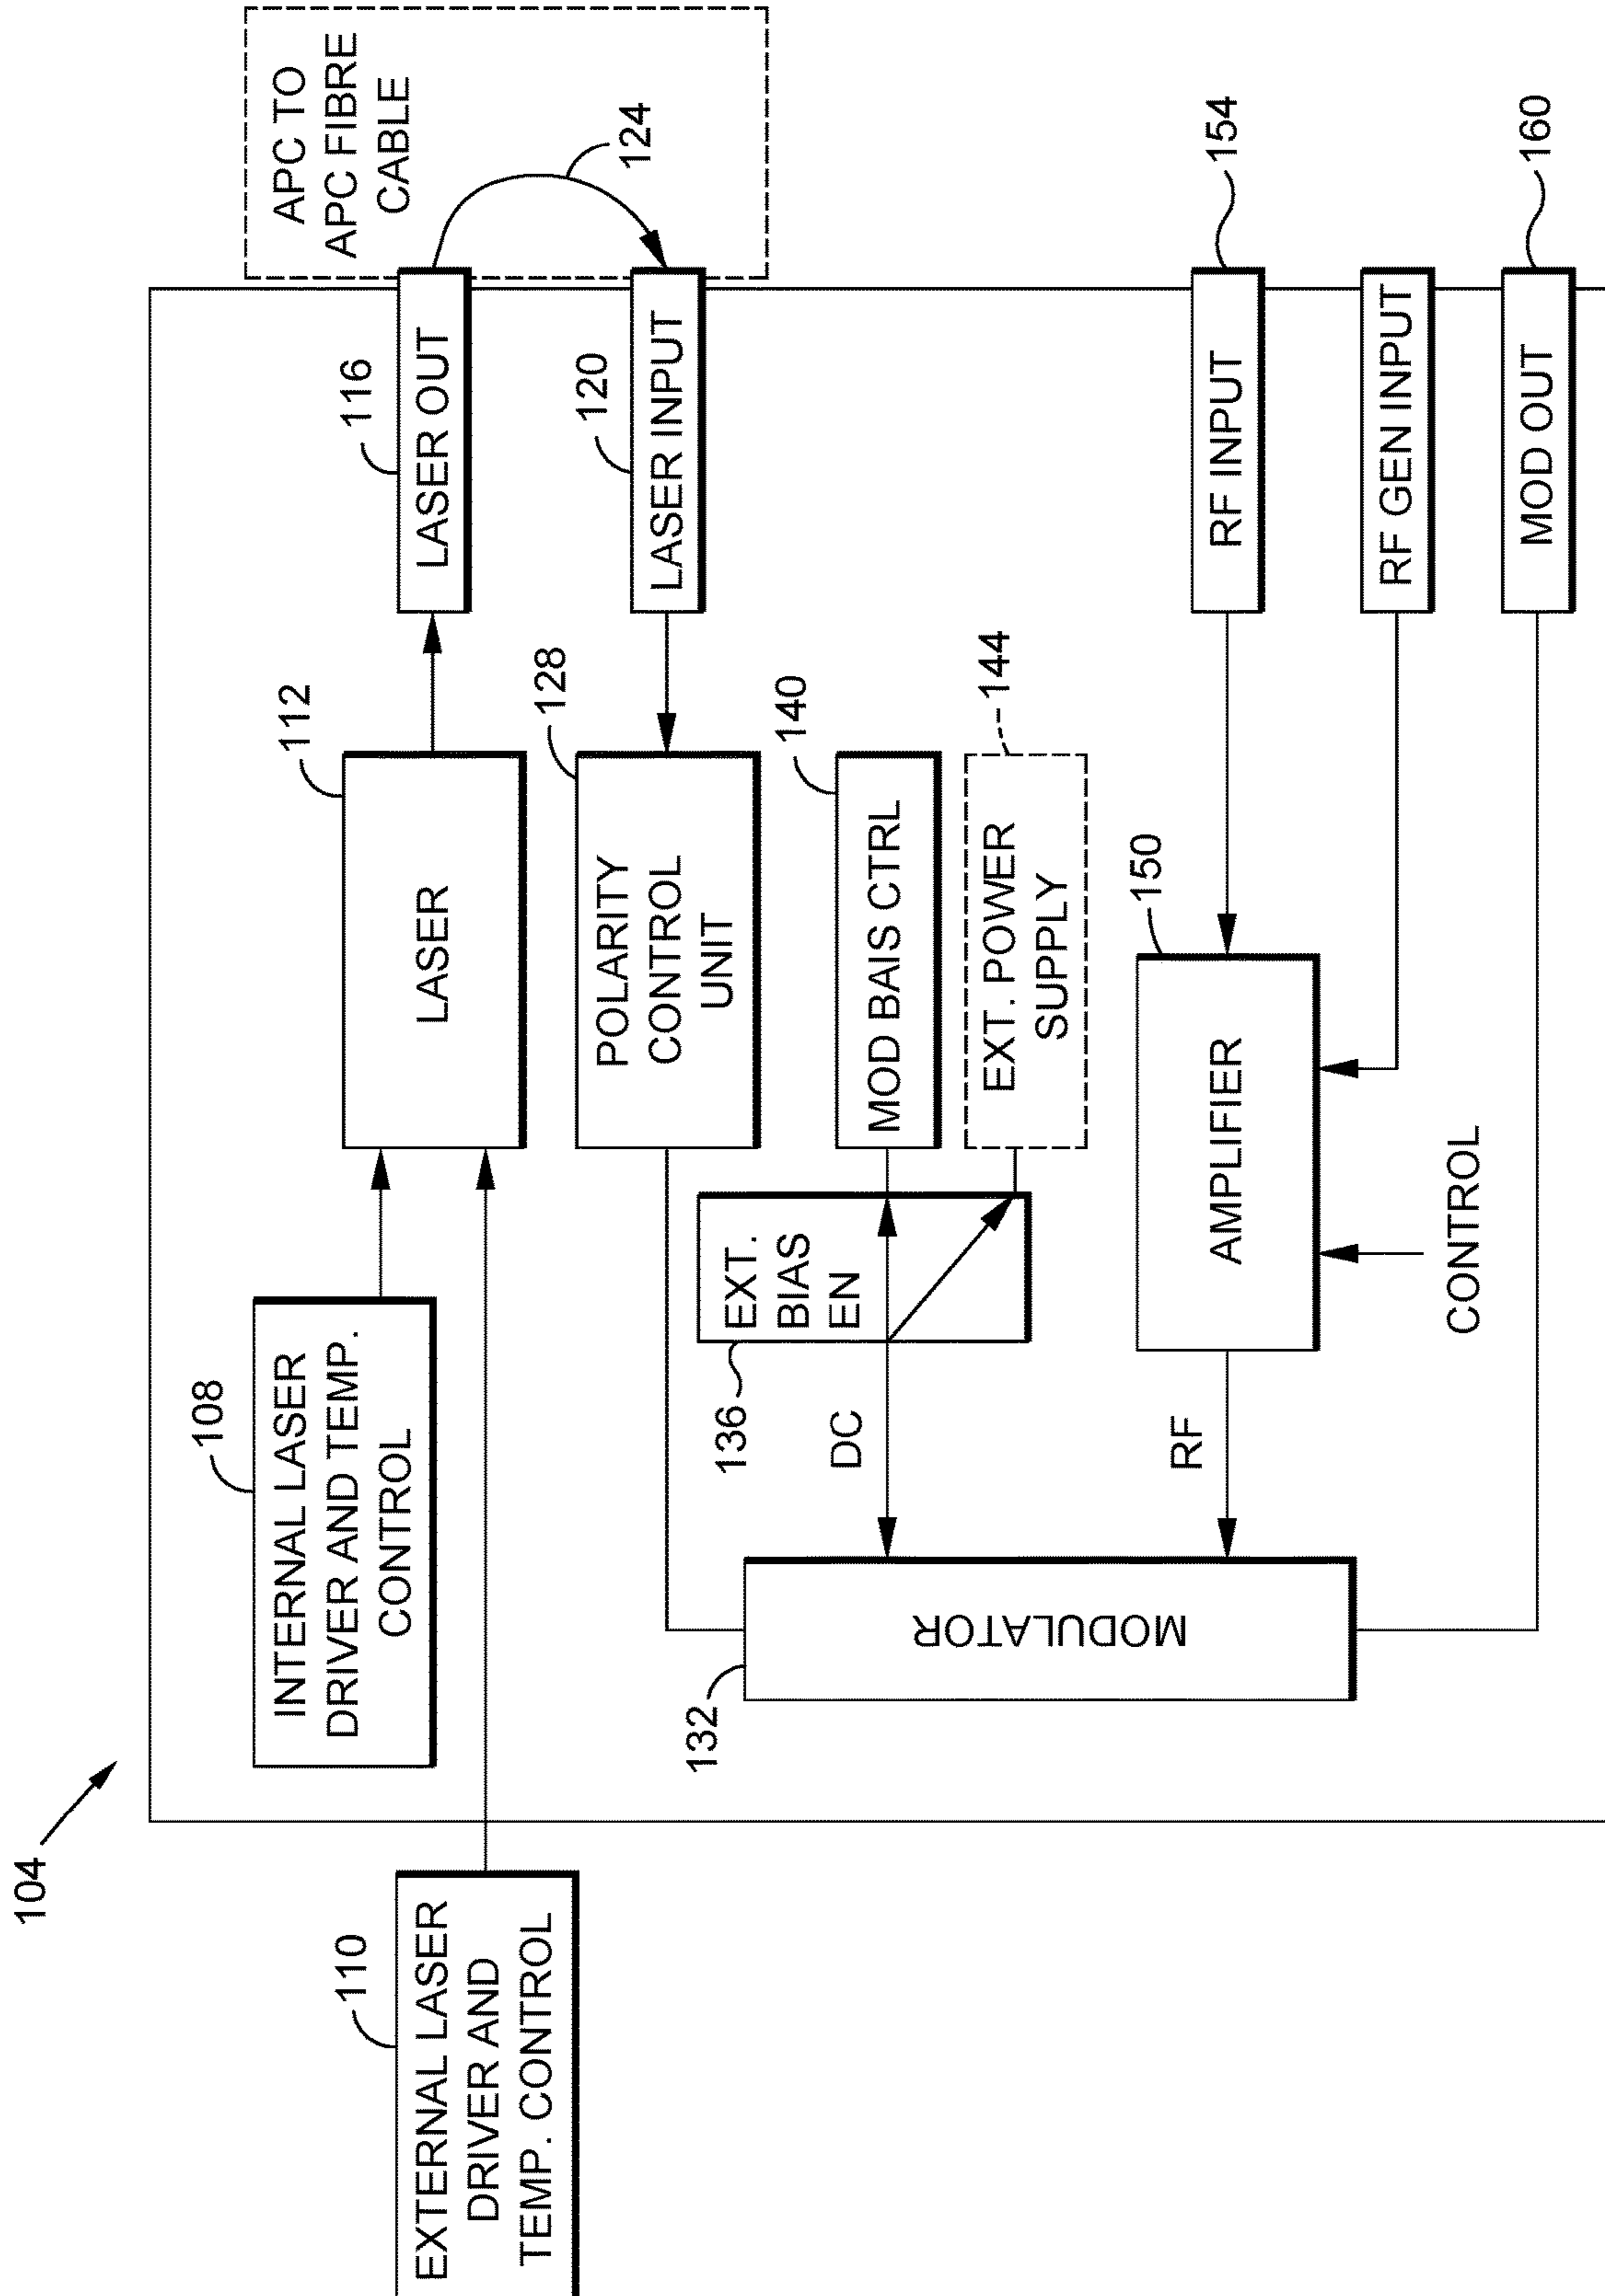 104
110
EXTERNAL LASER
DRIVER AND
TEMP. CONTROL
108
INTERNAL LASER
DRIVER AND TEMP.
CONTROL
112
LASER
116
LASER OUT
APC TO
APC FIBRE
CABLE
124
120
LASER INPUT
128
POLARITY
CONTROL
UNIT
140
MOD BAIS CTRL
144
EXT. POWER
SUPPLY
EXT.
BIAS
EN
136
DC
132
MODULATOR
RF
150
AMPLIFIER
CONTROL
RF INPUT
154
RF GEN INPUT
MOD OUT
160